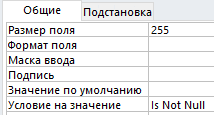 Общие Подстановка
Размер поля 255
Формат поля
Маска ввода
Подпись
Значение по умолчанию
Условие на значение Is Not Null